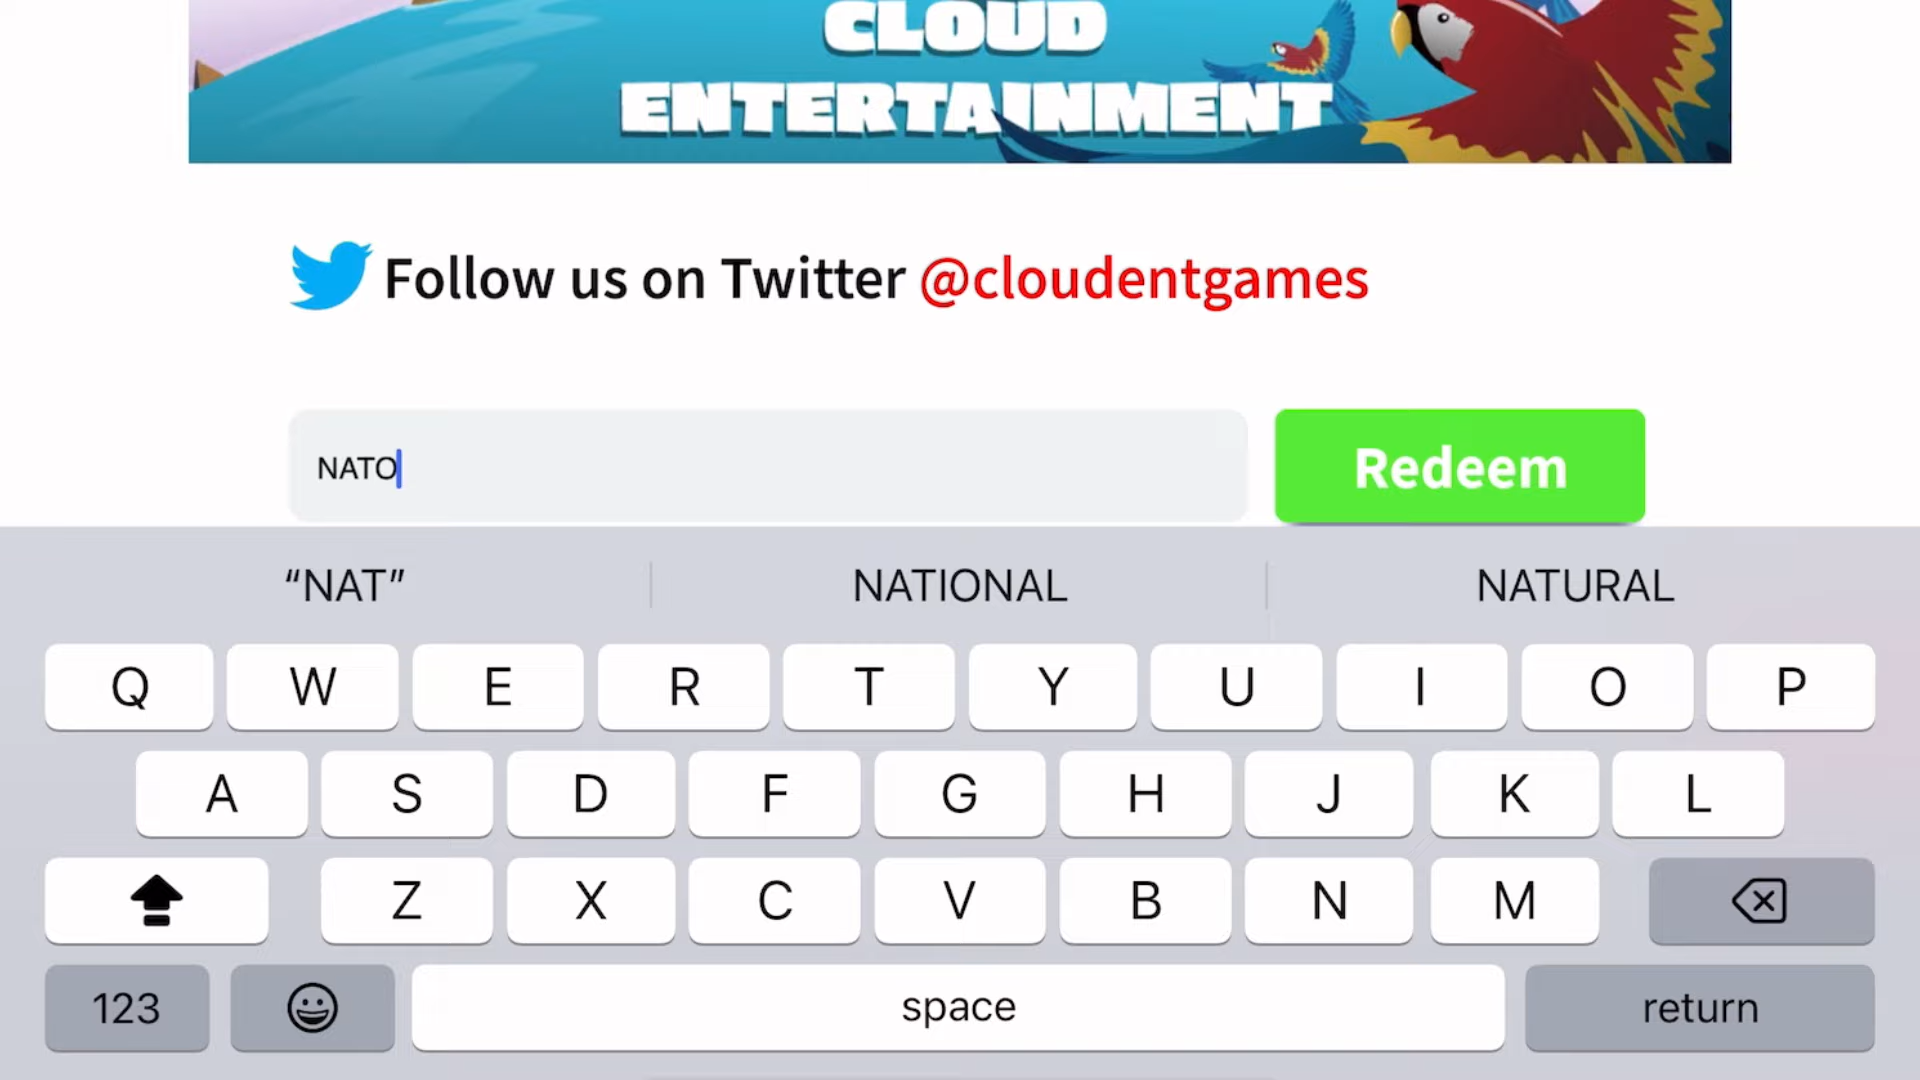 CLOUD
ENTERTAINMENT
Follow us on Twitter @cloudentgames
NATO
Redeem
“NAT” NATIONAL NATURAL
Q W E R T Y U I O P
A S D F G H J K L
Z X C V B N M
123 space return